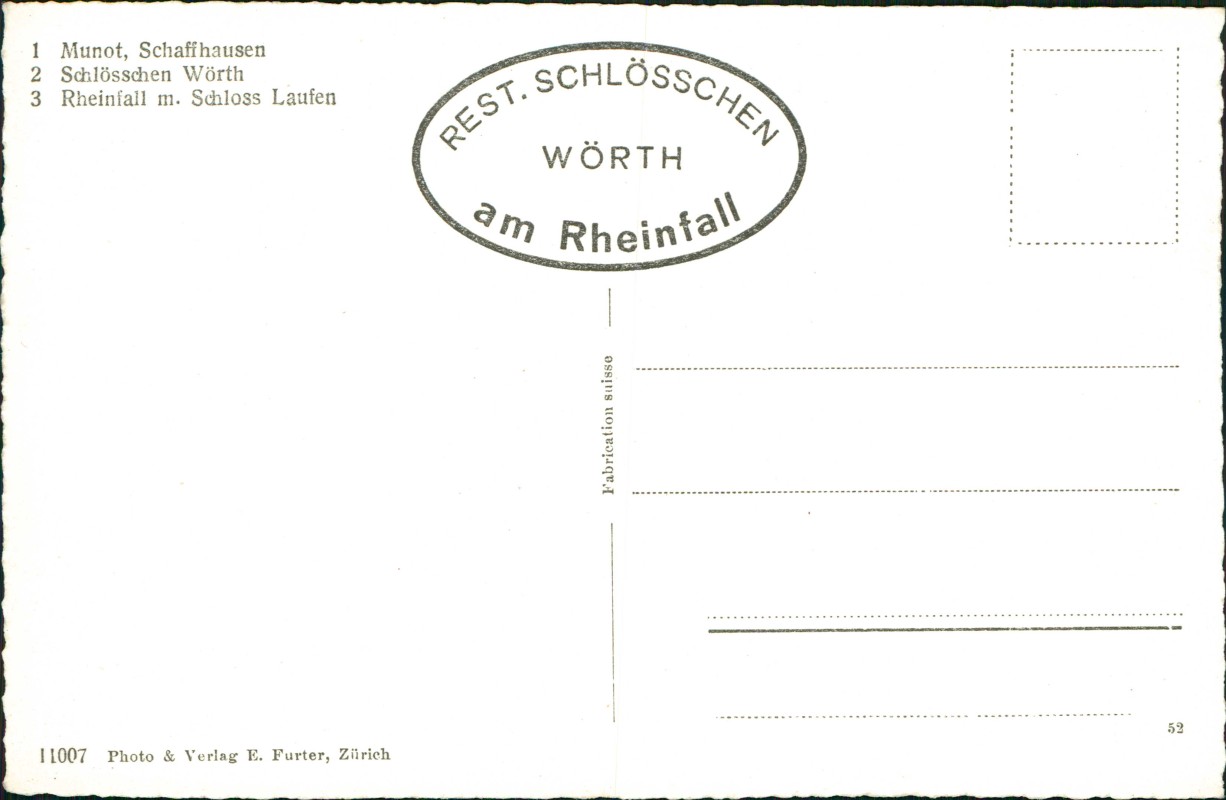 1 Munot, Schaffhausen
2 Schlösschen Wörth
3 Rheinfall m. Schloss Laufen
REST. SCHLÖSSCHEN
WÖRTH
am Rheinfall
Fabrication suisse
52
11007 Photo & Verlag E. Furter, Zürich